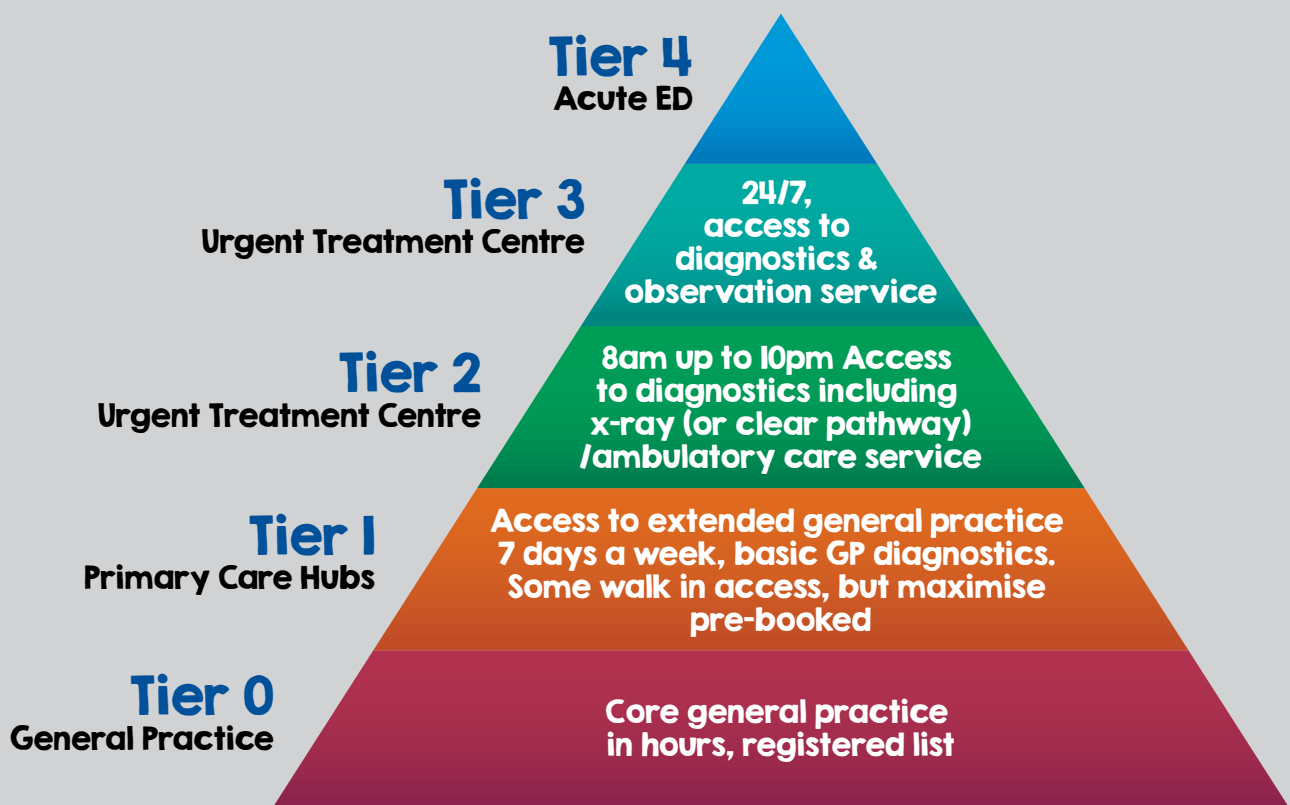 Tier 4
Acute ED
Tier 3
Urgent Treatment Centre
24/7,
access to
diagnostics &
observation service
Tier 2
Urgent Treatment Centre
8am up to 10pm Access
to diagnostics including
x-ray (or clear pathway)
/ambulatory care service
Tier 1
Primary Care Hubs
Access to extended general practice
7 days a week, basic GP diagnostics.
Some walk in access, but maximise
pre-booked
Tier 0
General Practice
Core general practice
in hours, registered list